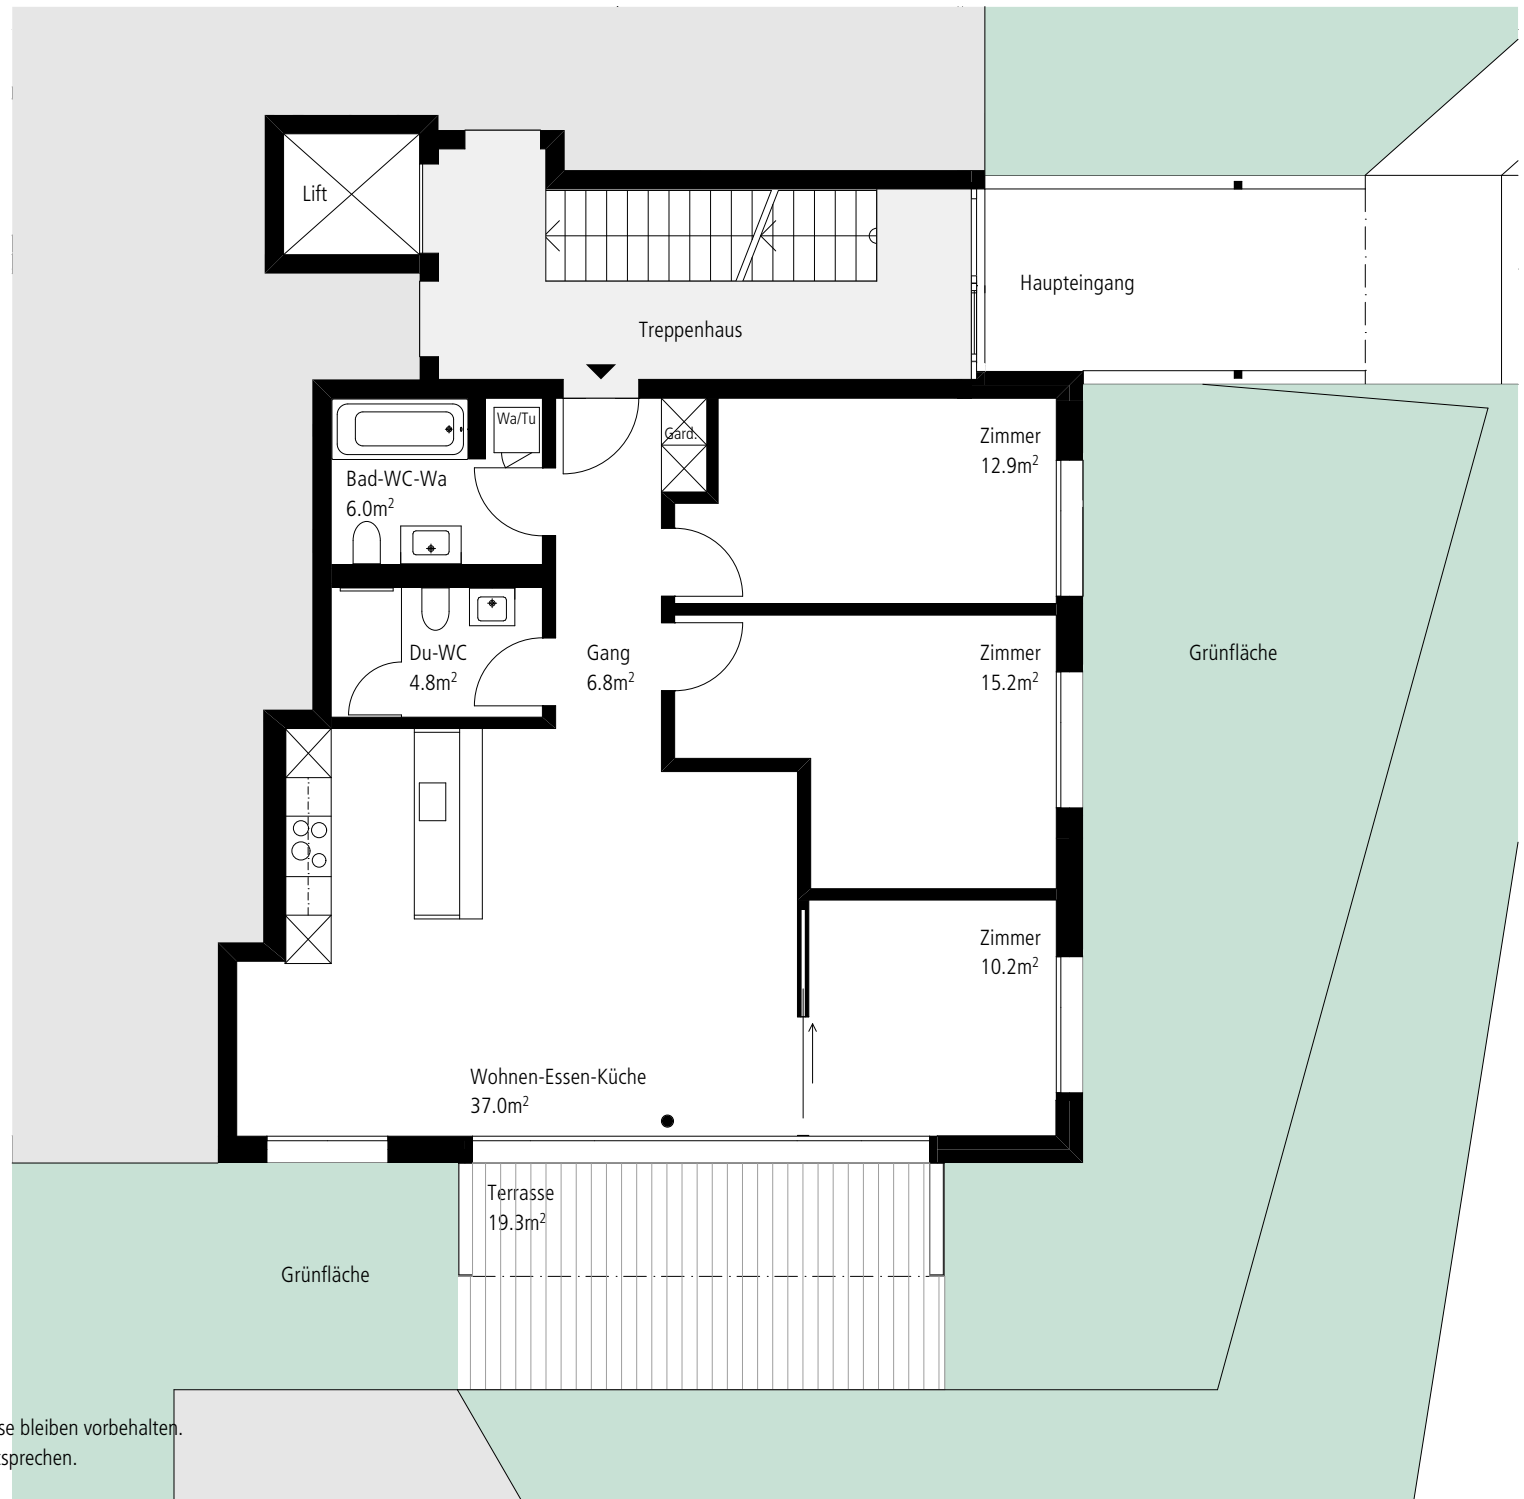 Lift
Haupteingang
Treppenhaus
Wa/Tu
Gard.
Zimmer
12.9m²
Bad-WC-Wa
6.0m²
Du-WC
4.8m²
Gang
6.8m²
Zimmer
15.2m²
Grünfläche
Zimmer
10.2m²
Wohnen-Essen-Küche
37.0m²
Terrasse
19.3m²
Grünfläche
se bleiben vorbehalten.
sprechen.